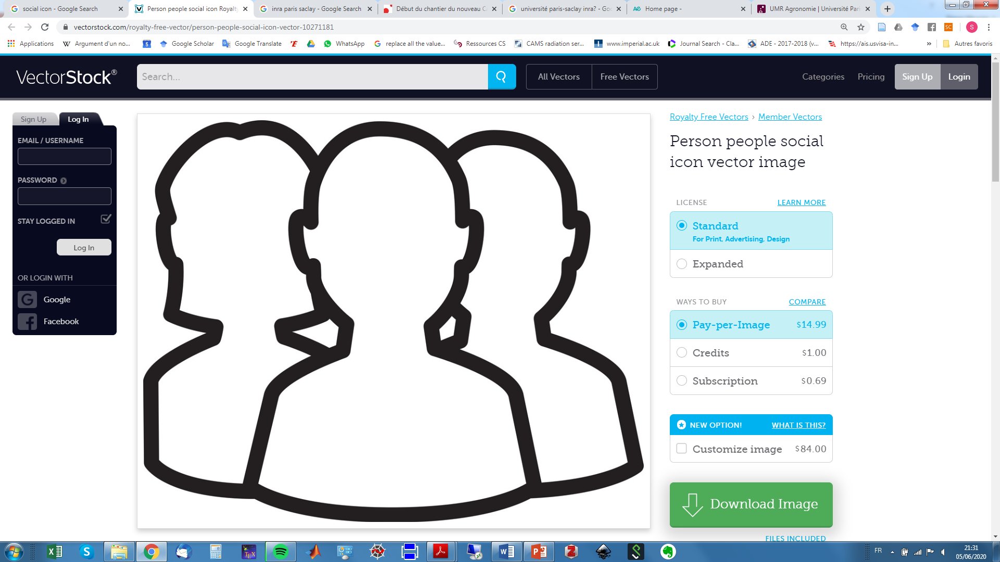 social icon - Google Search
Person people social icon Royalty
inra paris saclay - Google Search
Début du chantier du nouveau C
université paris-saclay inra? - Goo
Home page -
UMR Agronomie | Université Pari
vectorstock.com/royalty-free-vector/person-people-social-icon-vector-10271181
Applications
Argument d'un no...
Google Scholar
Google Translate
WhatsApp
replace all the value...
Ressources CS
CAMS radiation ser...
www.imperial.ac.uk
Journal Search - Cla...
ADE - 2017-2018 (v...
https://ais.usvisa-in...
»
Autres favoris
VectorStock®
Search...
All Vectors
Free Vectors
Categories
Pricing
Sign Up
Login
Sign Up
Log In
EMAIL / USERNAME
PASSWORD
STAY LOGGED IN
Log In
OR LOGIN WITH
Google
Facebook
Royalty Free Vectors › Member Vectors
Person people social
icon vector image
LICENSE
LEARN MORE
Standard
For Print, Advertising, Design
Expanded
WAYS TO BUY
COMPARE
Pay-per-Image $14.99
Credits $1.00
Subscription $0.69
NEW OPTION!
WHAT IS THIS?
Customize image $84.00
Download Image
FILES INCLUDED
FR
21:31
05/06/2020